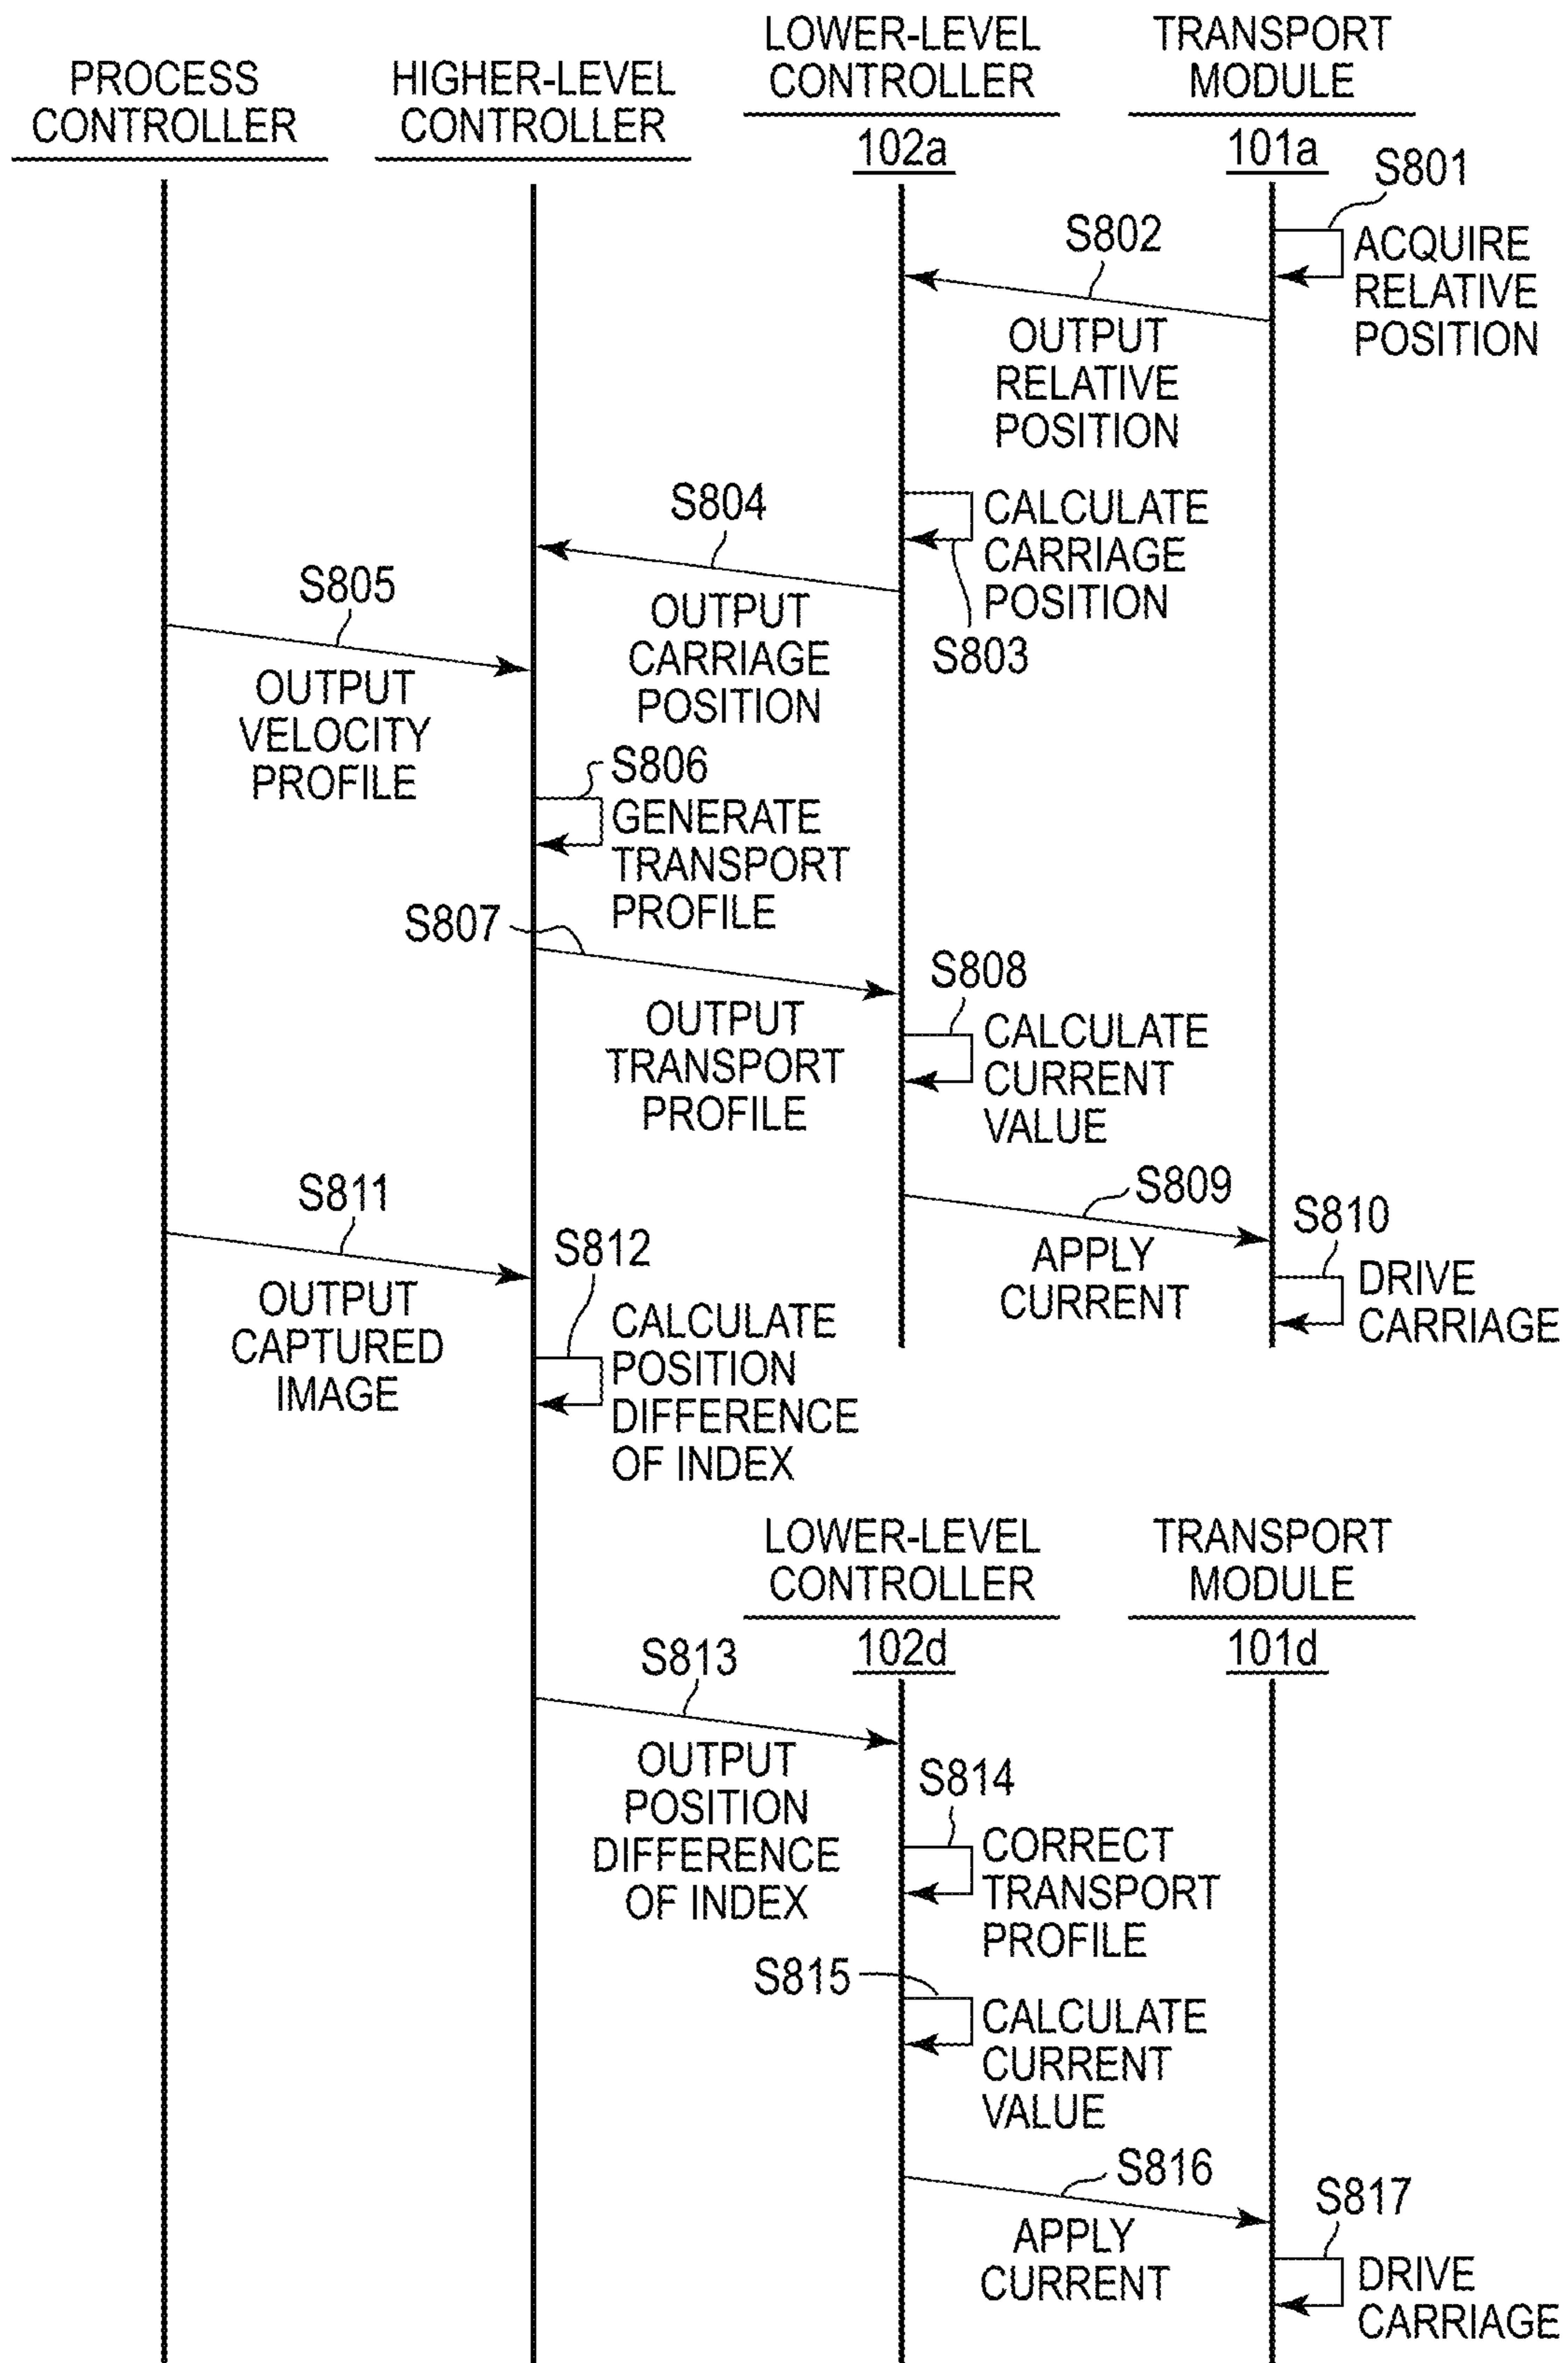 PROCESS
CONTROLLER
HIGHER-LEVEL
CONTROLLER
LOWER-LEVEL
CONTROLLER
102a
TRANSPORT
MODULE
101a
S801
ACQUIRE
RELATIVE
POSITION
S802
OUTPUT
RELATIVE
POSITION
CALCULATE
CARRIAGE
POSITION
S803
S804
OUTPUT
CARRIAGE
POSITION
S805
OUTPUT
VELOCITY
PROFILE
S806
GENERATE
TRANSPORT
PROFILE
S807
OUTPUT
TRANSPORT
PROFILE
S808
CALCULATE
CURRENT
VALUE
S809
APPLY
CURRENT
S810
DRIVE
CARRIAGE
S811
OUTPUT
CAPTURED
IMAGE
S812
CALCULATE
POSITION
DIFFERENCE
OF INDEX
LOWER-LEVEL
CONTROLLER
102d
TRANSPORT
MODULE
101d
S813
OUTPUT
POSITION
DIFFERENCE
OF INDEX
S814
CORRECT
TRANSPORT
PROFILE
S815
CALCULATE
CURRENT
VALUE
S816
APPLY
CURRENT
S817
DRIVE
CARRIAGE